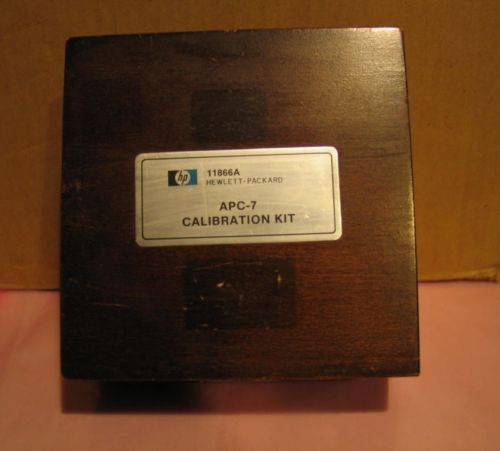 hp 11866A
HEWLETT-PACKARD
APC-7
CALIBRATION KIT